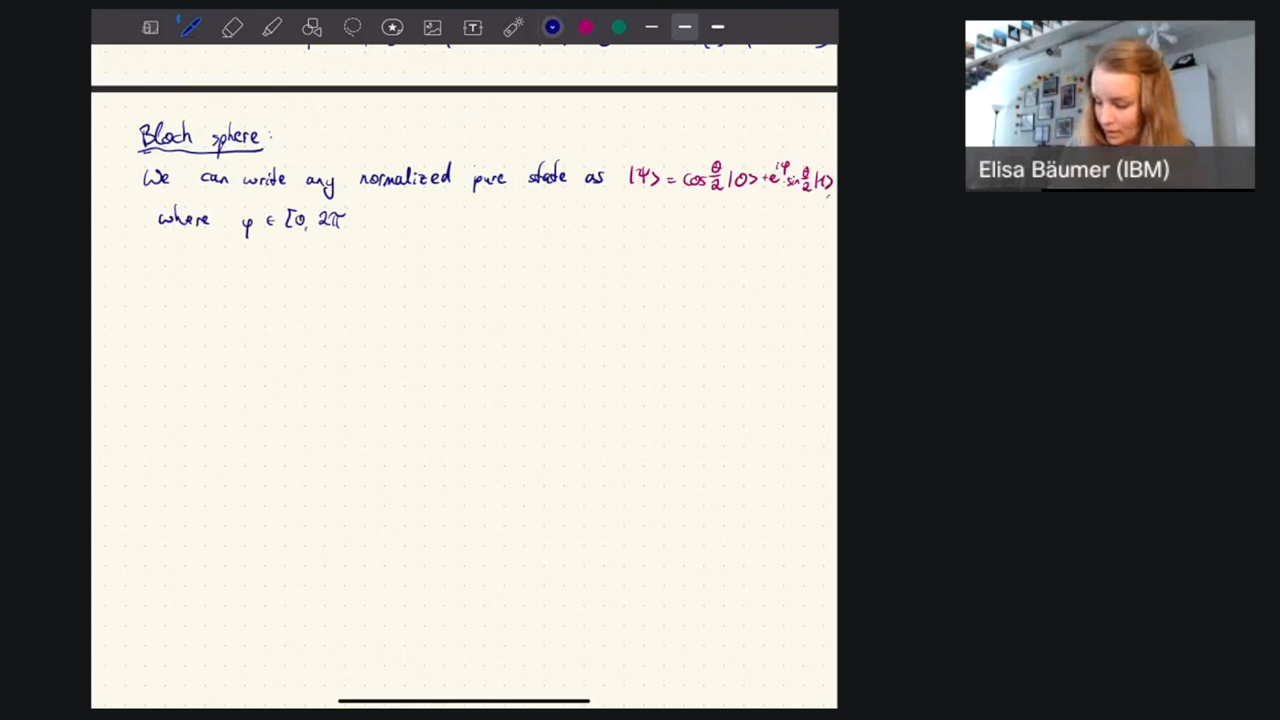 Bloch sphere:
We can write any normalized pure state as |ψ> = cos θ/2 |0> + e^{iφ} · sin θ/2 |1>
where φ ∈ [0, 2π
Elisa Bäumer (IBM)